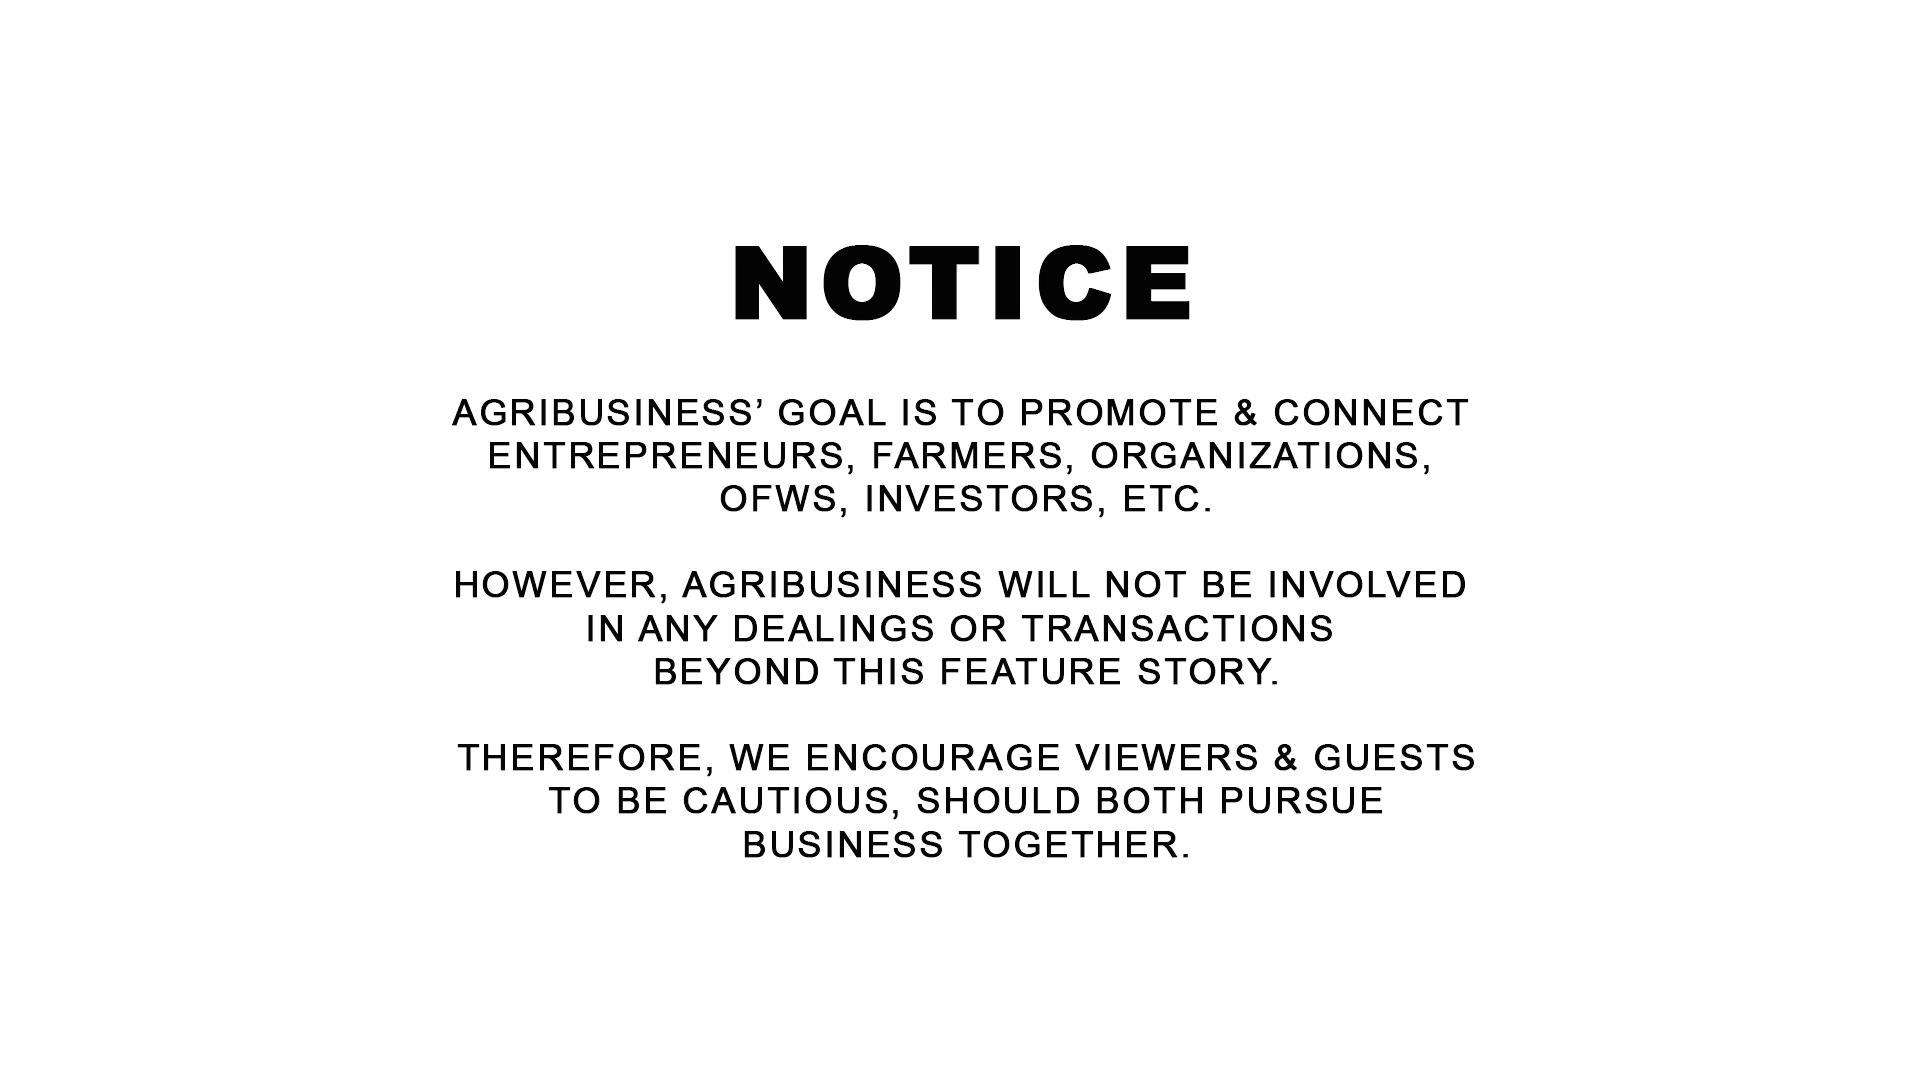 NOTICE
AGRIBUSINESS’ GOAL IS TO PROMOTE & CONNECT
ENTREPRENEURS, FARMERS, ORGANIZATIONS,
OFWS, INVESTORS, ETC.
HOWEVER, AGRIBUSINESS WILL NOT BE INVOLVED
IN ANY DEALINGS OR TRANSACTIONS
BEYOND THIS FEATURE STORY.
THEREFORE, WE ENCOURAGE VIEWERS & GUESTS
TO BE CAUTIOUS, SHOULD BOTH PURSUE
BUSINESS TOGETHER.